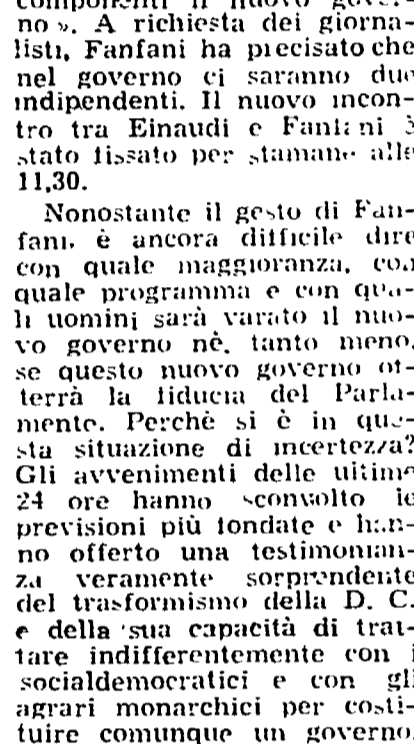 componenti il nuovo gover-
no ». A richiesta dei giorna-
listi, Fanfani ha precisato che
nel governo ci saranno due
indipendenti. Il nuovo incon-
tro tra Einaudi e Fanfani è
stato fissato per stamane alle
11,30.
Nonostante il gesto di Fan-
fani, è ancora difficile dire
con quale maggioranza, con
quale programma e con qua-
li uomini sarà varato il nuo-
vo governo nè, tanto meno,
se questo nuovo governo ot-
terrà la fiducia del Parla-
mento. Perchè si è in que-
sta situazione di incertezza?
Gli avvenimenti delle ultime
24 ore hanno sconvolto le
previsioni più fondate e han-
no offerto una testimonian-
za veramente sorprendente
del trasformismo della D. C.
e della sua capacità di trat-
tare indifferentemente con i
socialdemocratici e con gli
agrari monarchici per costi-
tuire comunque un governo.